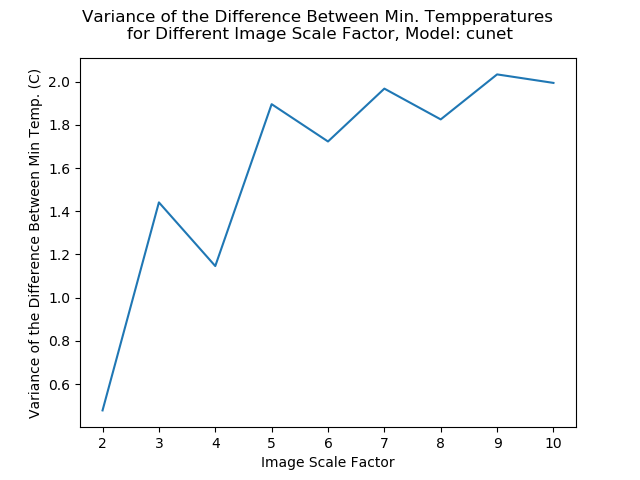 Variance of the Difference Between Min. Tempperatures
for Different Image Scale Factor, Model: cunet
Variance of the Difference Between Min Temp. (C)
2.0
1.8
1.6
1.4
1.2
1.0
0.8
0.6
2 3 4 5 6 7 8 9 10
Image Scale Factor